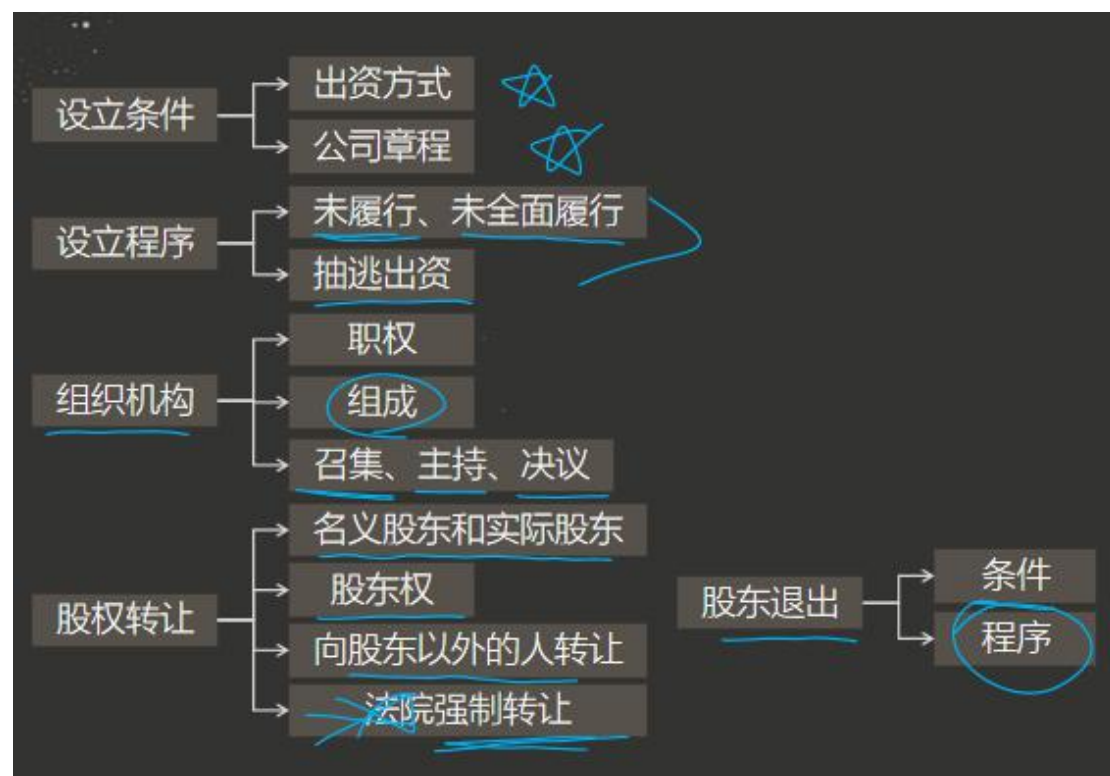 设立条件
出资方式
公司章程
设立程序
未履行、未全面履行
抽逃出资
组织机构
职权
组成
召集、主持、决议
股权转让
名义股东和实际股东
股东权
向股东以外的人转让
法院强制转让
股东退出
条件
程序